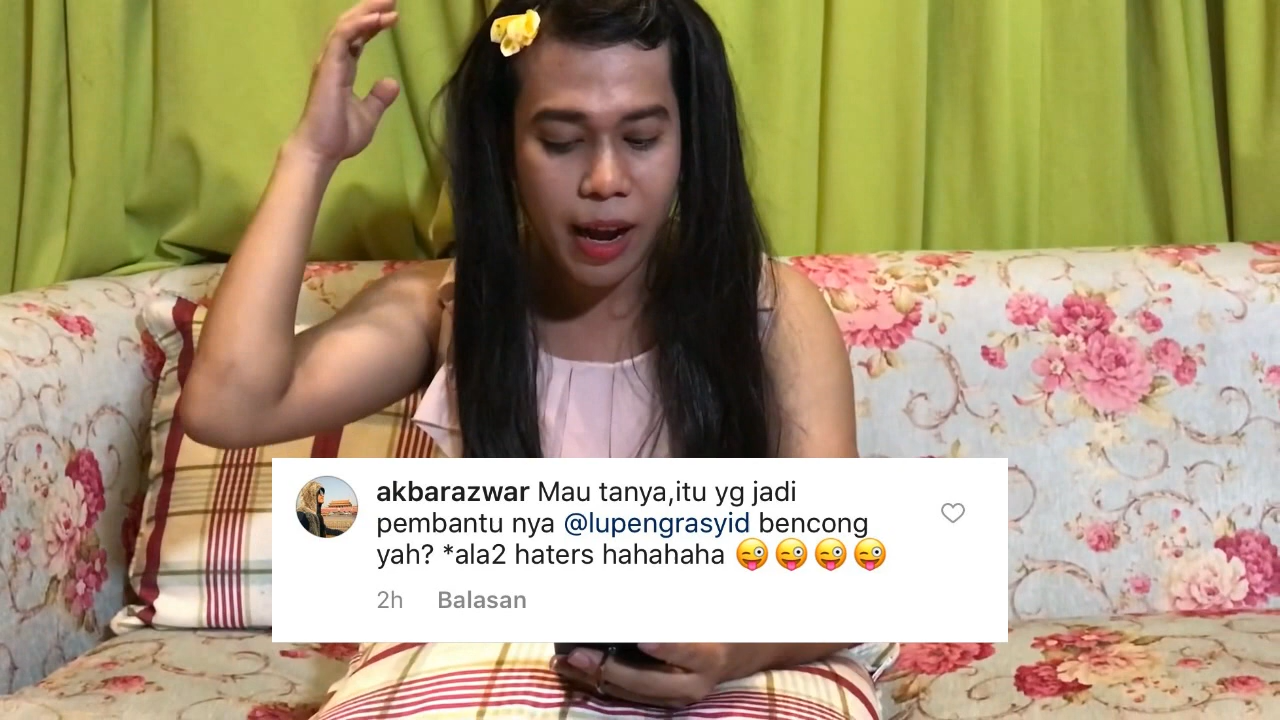 akbarazwar Mau tanya,itu yg jadi
pembantu nya @lupengrasyid bencong
yah? *ala2 haters hahahaha 😜😜😜😜
2h Balasan